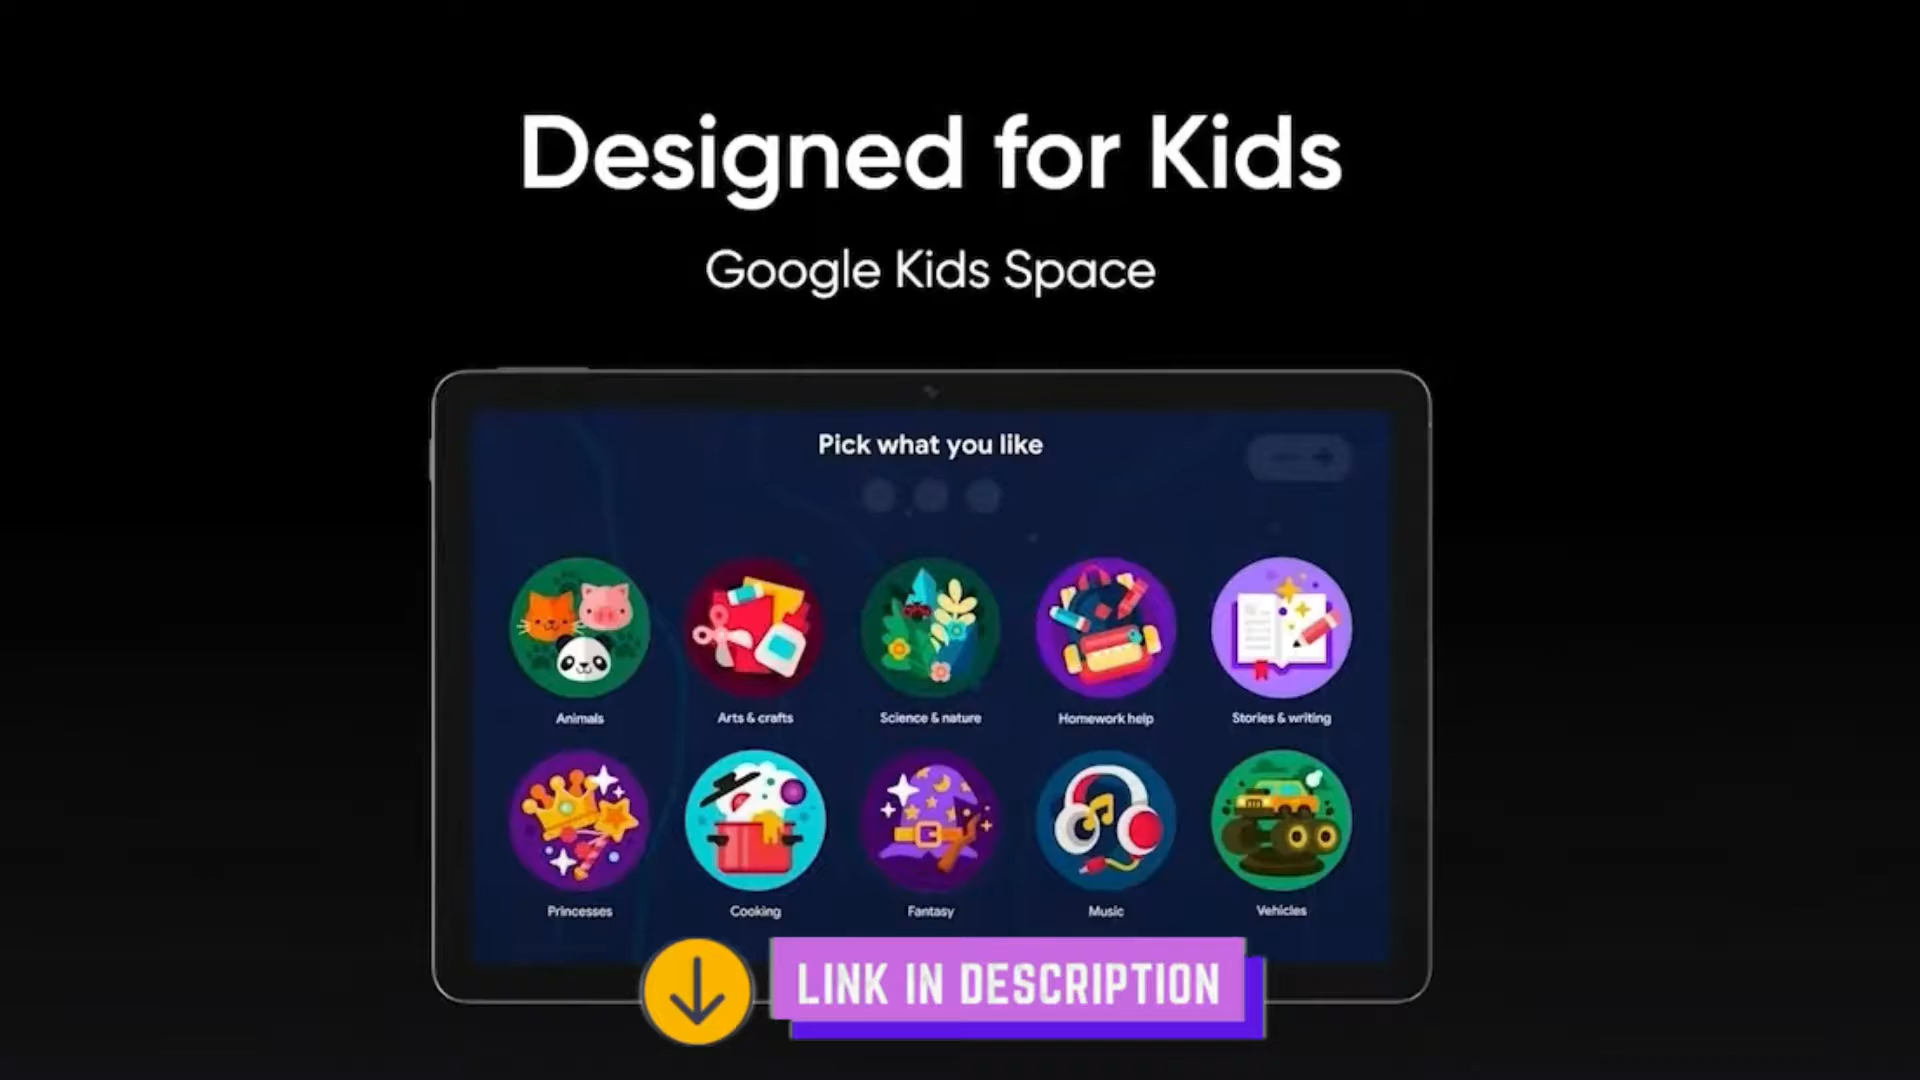 Designed for Kids
Google Kids Space
Pick what you like
Animals
Arts & crafts
Science & nature
Homework help
Stories & writing
Princesses
Cooking
Fantasy
Music
Vehicles
LINK IN DESCRIPTION